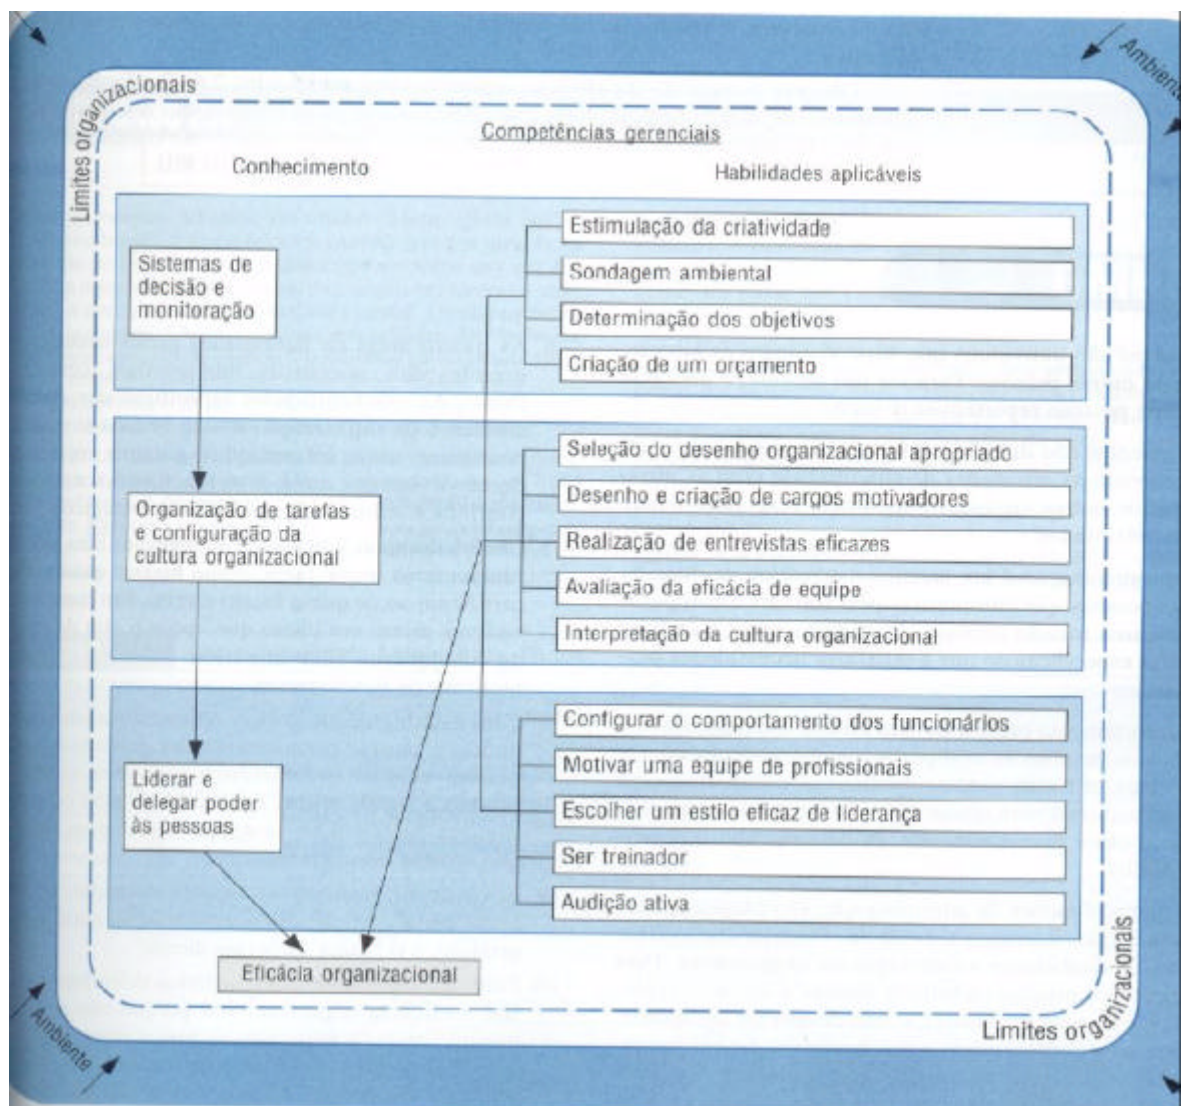 Ambiente
Limites organizacionais
Competências gerenciais
Conhecimento
Habilidades aplicáveis
Sistemas de
decisão e
monitoração
Estimulação da criatividade
Sondagem ambiental
Determinação dos objetivos
Criação de um orçamento
Organização de tarefas
e configuração da
cultura organizacional
Seleção do desenho organizacional apropriado
Desenho e criação de cargos motivadores
Realização de entrevistas eficazes
Avaliação da eficácia de equipe
Interpretação da cultura organizacional
Liderar e
delegar poder
às pessoas
Configurar o comportamento dos funcionários
Motivar uma equipe de profissionais
Escolher um estilo eficaz de liderança
Ser treinador
Audição ativa
Eficácia organizacional
Limites organizacionais
Ambiente